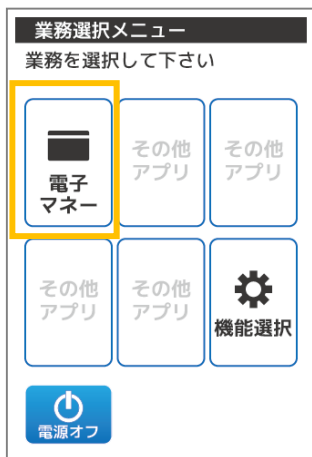 業務選択メニュー
業務を選択して下さい
電子
マネー
その他
アプリ
その他
アプリ
その他
アプリ
その他
アプリ
機能選択
電源オフ